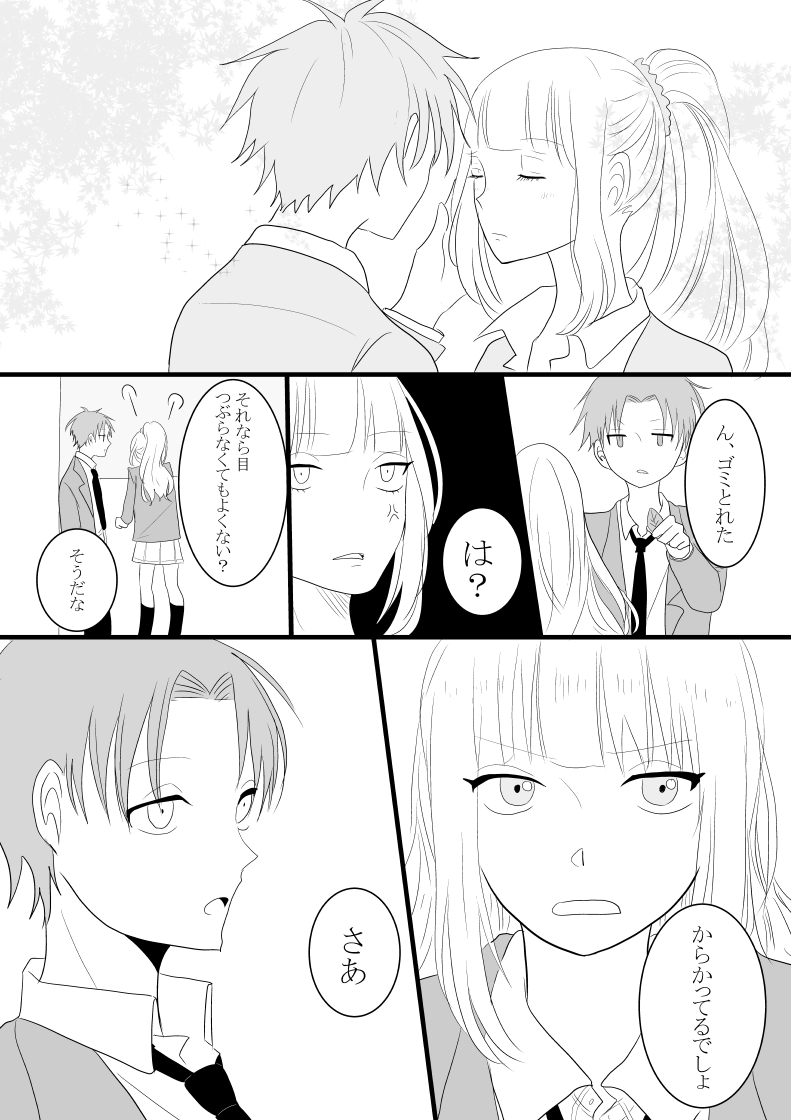 ん、ゴミとれた
は?
それなら目
つぶらなくてもよくない?
そうだな
?
?
からかってるでしょ
さあ